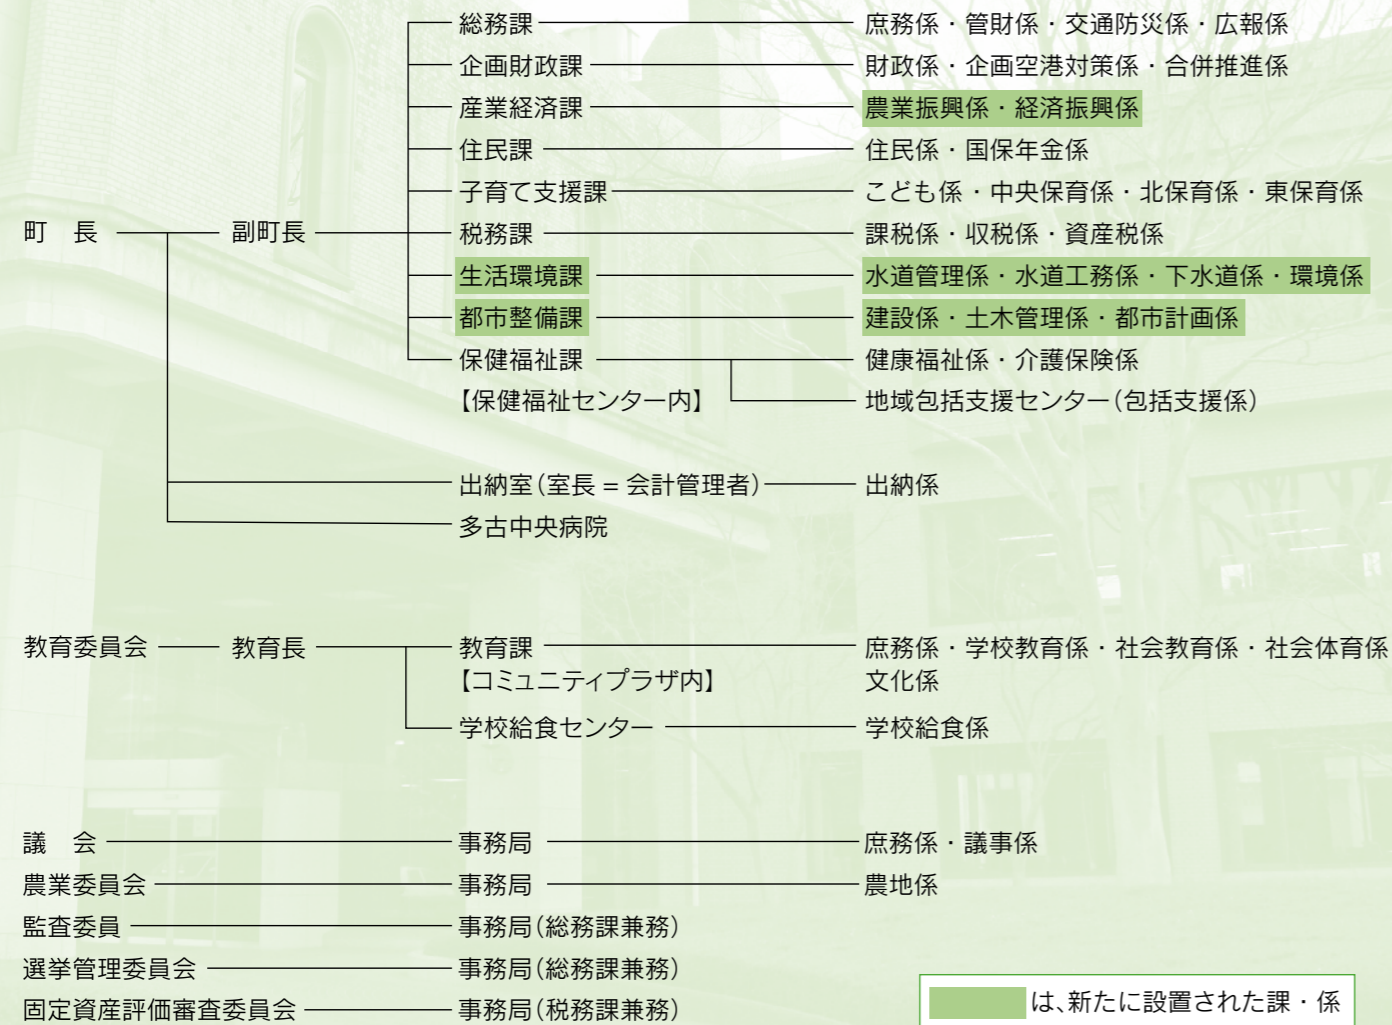 総務課 庶務係・管財係・交通防災係・広報係
企画財政課 財政係・企画空港対策係・合併推進係
産業経済課 農業振興係・経済振興係
住民課 住民係・国保年金係
子育て支援課 こども係・中央保育係・北保育係・東保育係
町　長 副町長 税務課 課税係・収税係・資産税係
生活環境課 水道管理係・水道工務係・下水道係・環境係
都市整備課 建設係・土木管理係・都市計画係
保健福祉課 健康福祉係・介護保険係
【保健福祉センター内】 地域包括支援センター（包括支援係）
出納室（室長＝会計管理者） 出納係
多古中央病院
教育委員会 教育長 教育課 庶務係・学校教育係・社会教育係・社会体育係
【コミュニティプラザ内】 文化係
学校給食センター 学校給食係
議　会 事務局 庶務係・議事係
農業委員会 事務局 農地係
監査委員 事務局（総務課兼務）
選挙管理委員会 事務局（総務課兼務）
固定資産評価審査委員会 事務局（税務課兼務）
は、新たに設置された課・係